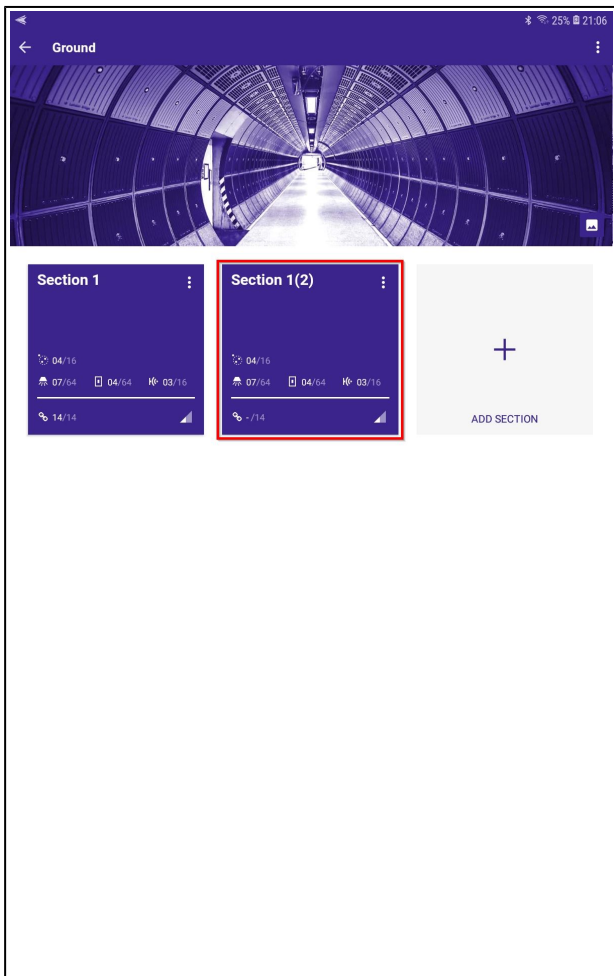 25% 21:06
Ground
Section 1
04/16
07/64 04/64 03/16
14/14
Section 1(2)
04/16
07/64 04/64 03/16
-/14
ADD SECTION